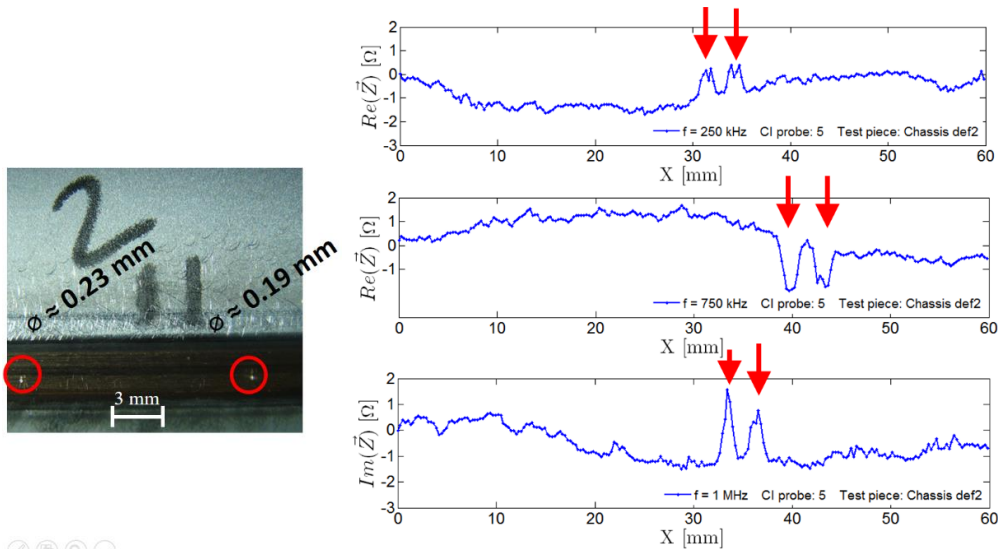 2
11
ø ≈ 0.23 mm
ø ≈ 0.19 mm
3 mm
2
1
0
-1
-2
-3
Re(Z⃗) [Ω]
f = 250 kHz CI probe: 5 Test piece: Chassis def2
0 10 20 30 40 50 60
X [mm]
2
1
0
-1
Re(Z⃗) [Ω]
f = 750 kHz CI probe: 5 Test piece: Chassis def2
0 10 20 30 40 50 60
X [mm]
2
1
0
-1
-2
-3
Im(Z⃗) [Ω]
f = 1 MHz CI probe: 5 Test piece: Chassis def2
0 10 20 30 40 50 60
X [mm]